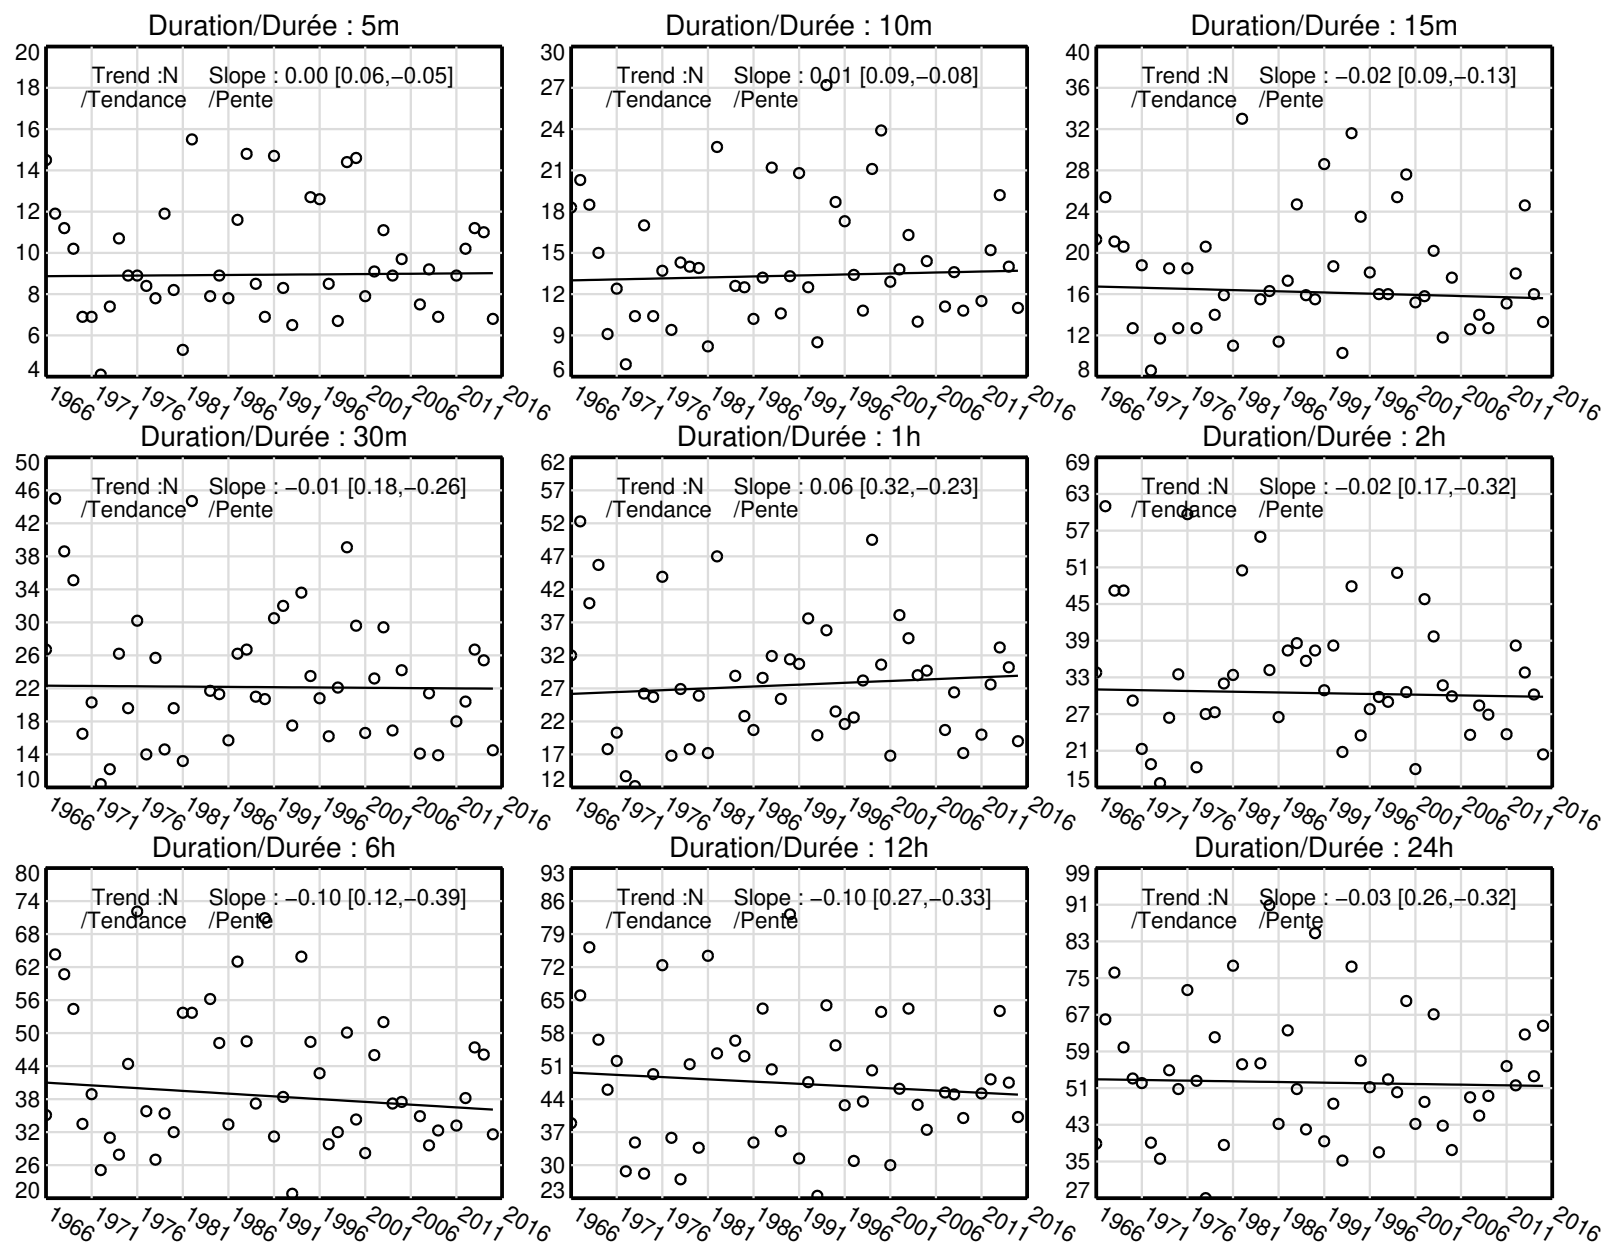 Duration/Durée : 5m
Trend :N Slope : 0.00 [0.06,−0.05]
/Tendance /Pente
20
18
16
14
12
10
8
6
4
1966 1971 1976 1981 1986 1991 1996 2001 2006 2011 2016
Duration/Durée : 10m
Trend :N Slope : 0.01 [0.09,−0.08]
/Tendance /Pente
30
27
24
21
18
15
12
9
6
1966 1971 1976 1981 1986 1991 1996 2001 2006 2011 2016
Duration/Durée : 15m
Trend :N Slope : −0.02 [0.09,−0.13]
/Tendance /Pente
40
36
32
28
24
20
16
12
8
1966 1971 1976 1981 1986 1991 1996 2001 2006 2011 2016
Duration/Durée : 30m
Trend :N Slope : −0.01 [0.18,−0.26]
/Tendance /Pente
50
46
42
38
34
30
26
22
18
14
10
1966 1971 1976 1981 1986 1991 1996 2001 2006 2011 2016
Duration/Durée : 1h
Trend :N Slope : 0.06 [0.32,−0.23]
/Tendance /Pente
62
57
52
47
42
37
32
27
22
17
12
1966 1971 1976 1981 1986 1991 1996 2001 2006 2011 2016
Duration/Durée : 2h
Trend :N Slope : −0.02 [0.17,−0.32]
/Tendance /Pente
69
63
57
51
45
39
33
27
21
15
1966 1971 1976 1981 1986 1991 1996 2001 2006 2011 2016
Duration/Durée : 6h
Trend :N Slope : −0.10 [0.12,−0.39]
/Tendance /Pente
80
74
68
62
56
50
44
38
32
26
20
1966 1971 1976 1981 1986 1991 1996 2001 2006 2011 2016
Duration/Durée : 12h
Trend :N Slope : −0.10 [0.27,−0.33]
/Tendance /Pente
93
86
79
72
65
58
51
44
37
30
23
1966 1971 1976 1981 1986 1991 1996 2001 2006 2011 2016
Duration/Durée : 24h
Trend :N Slope : −0.03 [0.26,−0.32]
/Tendance /Pente
99
91
83
75
67
59
51
43
35
27
1966 1971 1976 1981 1986 1991 1996 2001 2006 2011 2016